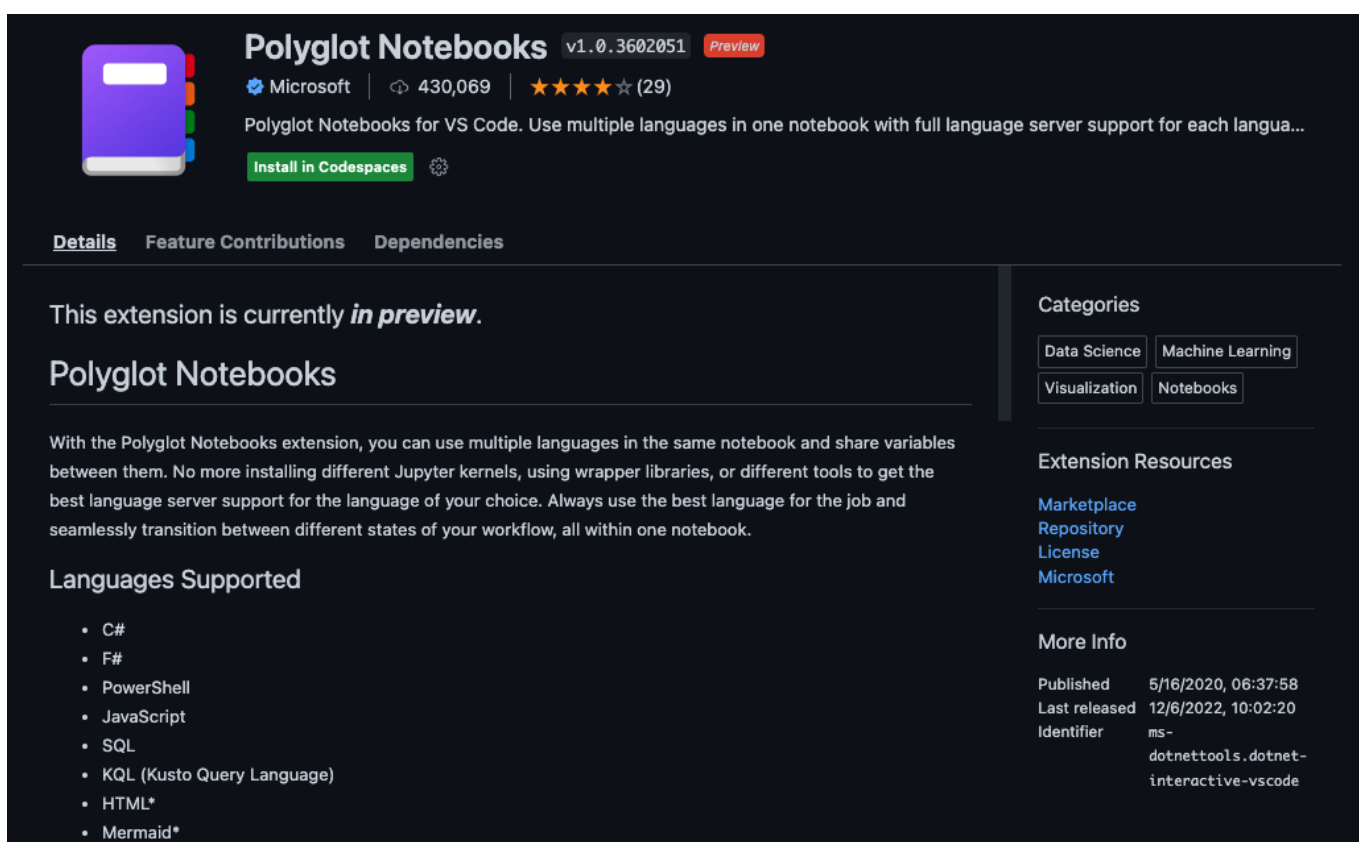 Polyglot Notebooks v1.0.3602051 Preview
Microsoft 430,069 (29)
Polyglot Notebooks for VS Code. Use multiple languages in one notebook with full language server support for each langua...
Install in Codespaces
Details Feature Contributions Dependencies
This extension is currently in preview.
Polyglot Notebooks
With the Polyglot Notebooks extension, you can use multiple languages in the same notebook and share variables
between them. No more installing different Jupyter kernels, using wrapper libraries, or different tools to get the
best language server support for the language of your choice. Always use the best language for the job and
seamlessly transition between different states of your workflow, all within one notebook.
Languages Supported
• C#
• F#
• PowerShell
• JavaScript
• SQL
• KQL (Kusto Query Language)
• HTML*
• Mermaid*
Categories
Data Science Machine Learning
Visualization Notebooks
Extension Resources
Marketplace
Repository
License
Microsoft
More Info
Published 5/16/2020, 06:37:58
Last released 12/6/2022, 10:02:20
Identifier ms-
dotnettools.dotnet-
interactive-vscode